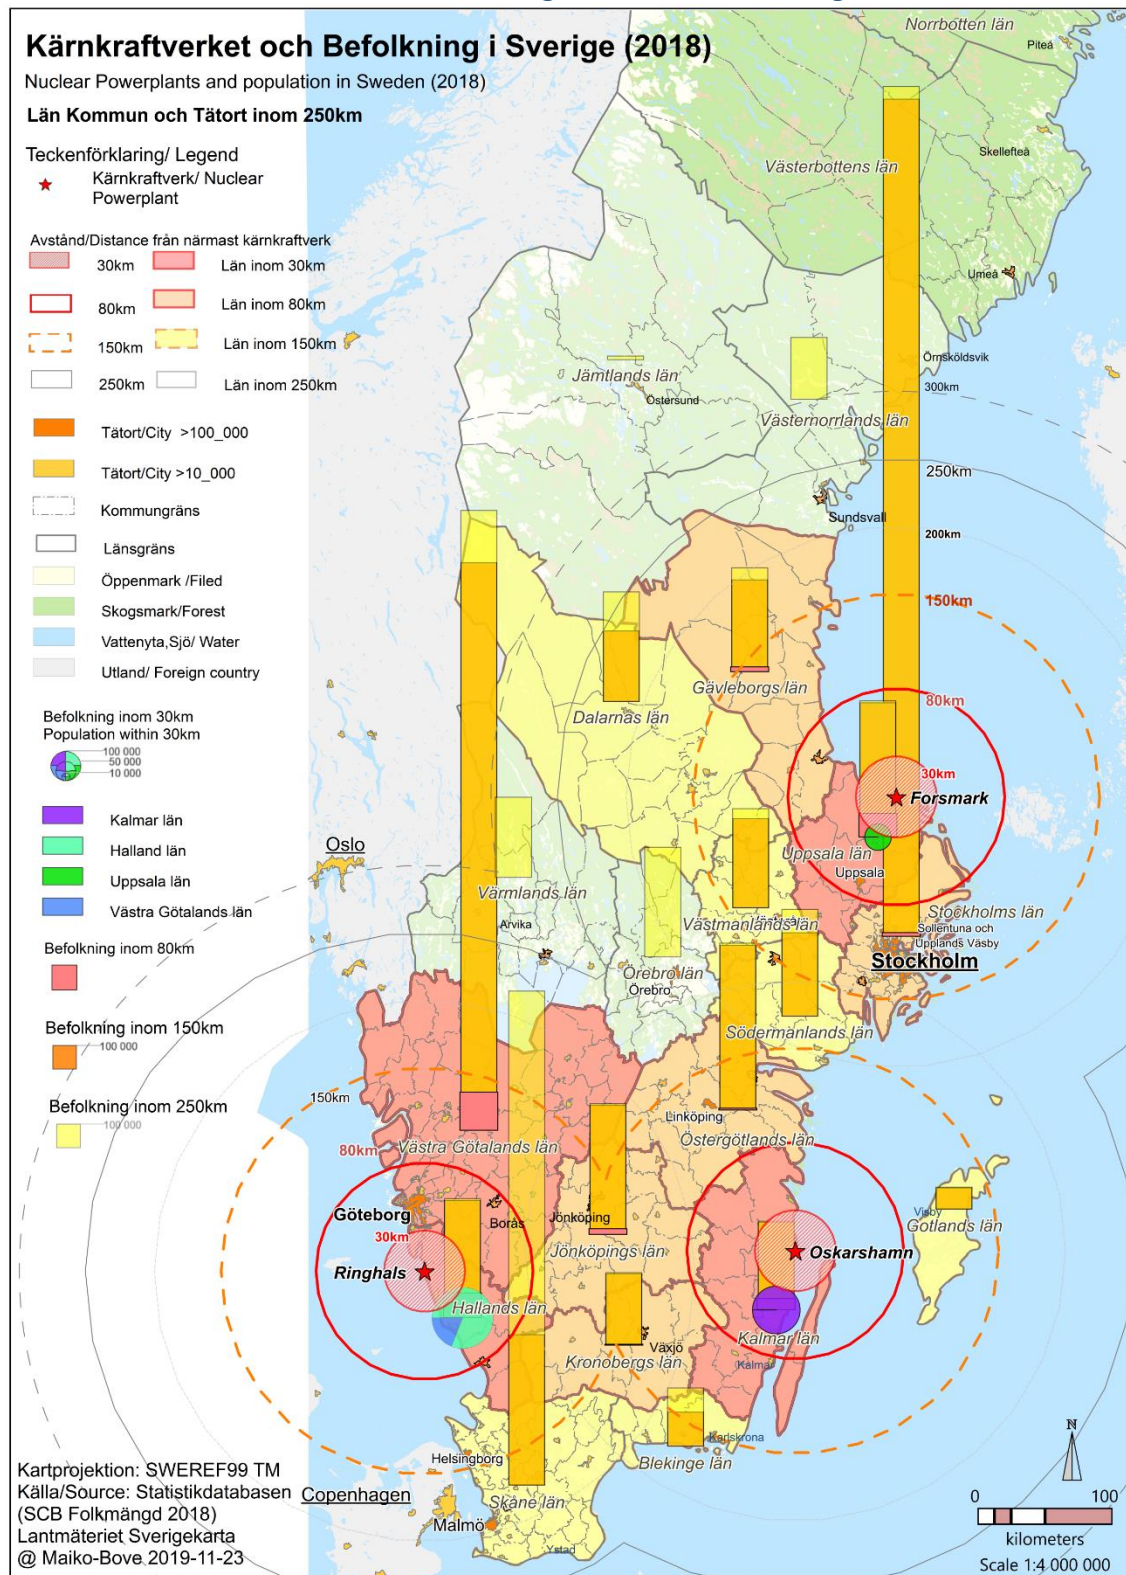 Kärnkraftverket och Befolkning i Sverige (2018)
Nuclear Powerplants and population in Sweden (2018)
Län Kommun och Tätort inom 250km
Teckenförklaring/ Legend
Kärnkraftverk/ Nuclear
Powerplant
Avstånd/Distance från närmast kärnkraftverk
30km
Län inom 30km
80km
Län inom 80km
150km
Län inom 150km
250km
Län inom 250km
Tätort/City >100_000
Tätort/City >10_000
Kommungräns
Länsgräns
Öppenmark /Filed
Skogsmark/Forest
Vattenyta,Sjö/ Water
Utland/ Foreign country
Befolkning inom 30km
Population within 30km
100 000
50 000
10 000
Kalmar län
Halland län
Uppsala län
Västra Götalands län
Befolkning inom 80km
Befolkning inom 150km
100 000
Befolkning inom 250km
100 000
Norrbotten län
Piteå
Skellefteå
Västerbottens län
Umeå
Örnsköldsvik
Jämtlands län
Östersund
300km
Västernorrlands län
250km
Sundsvall
200km
150km
Gävleborgs län
80km
Dalarnas län
30km
Forsmark
Oslo
Uppsala län
Uppsala
Värmlands län
Stockholms län
Arvika
Västmanlands län
Sollentuna och
Upplands Väsby
Stockholm
Örebro län
Örebro
Södermanlands län
150km
Linköping
Östergötlands län
Västra Götalands län
80km
Göteborg
Borås
Jönköping
Visby
Gotlands län
30km
Jönköpings län
Oskarshamn
Ringhals
Hallands län
Kalmar län
Växjö
Kronobergs län
Kalmar
Karlskrona
Blekinge län
Helsingborg
Copenhagen
Skåne län
Malmö
Ystad
Kartprojektion: SWEREF99 TM
Källa/Source: Statistikdatabasen
(SCB Folkmängd 2018)
Lantmäteriet Sverigekarta
@ Maiko-Bove 2019-11-23
N
0 100
kilometers
Scale 1:4 000 000